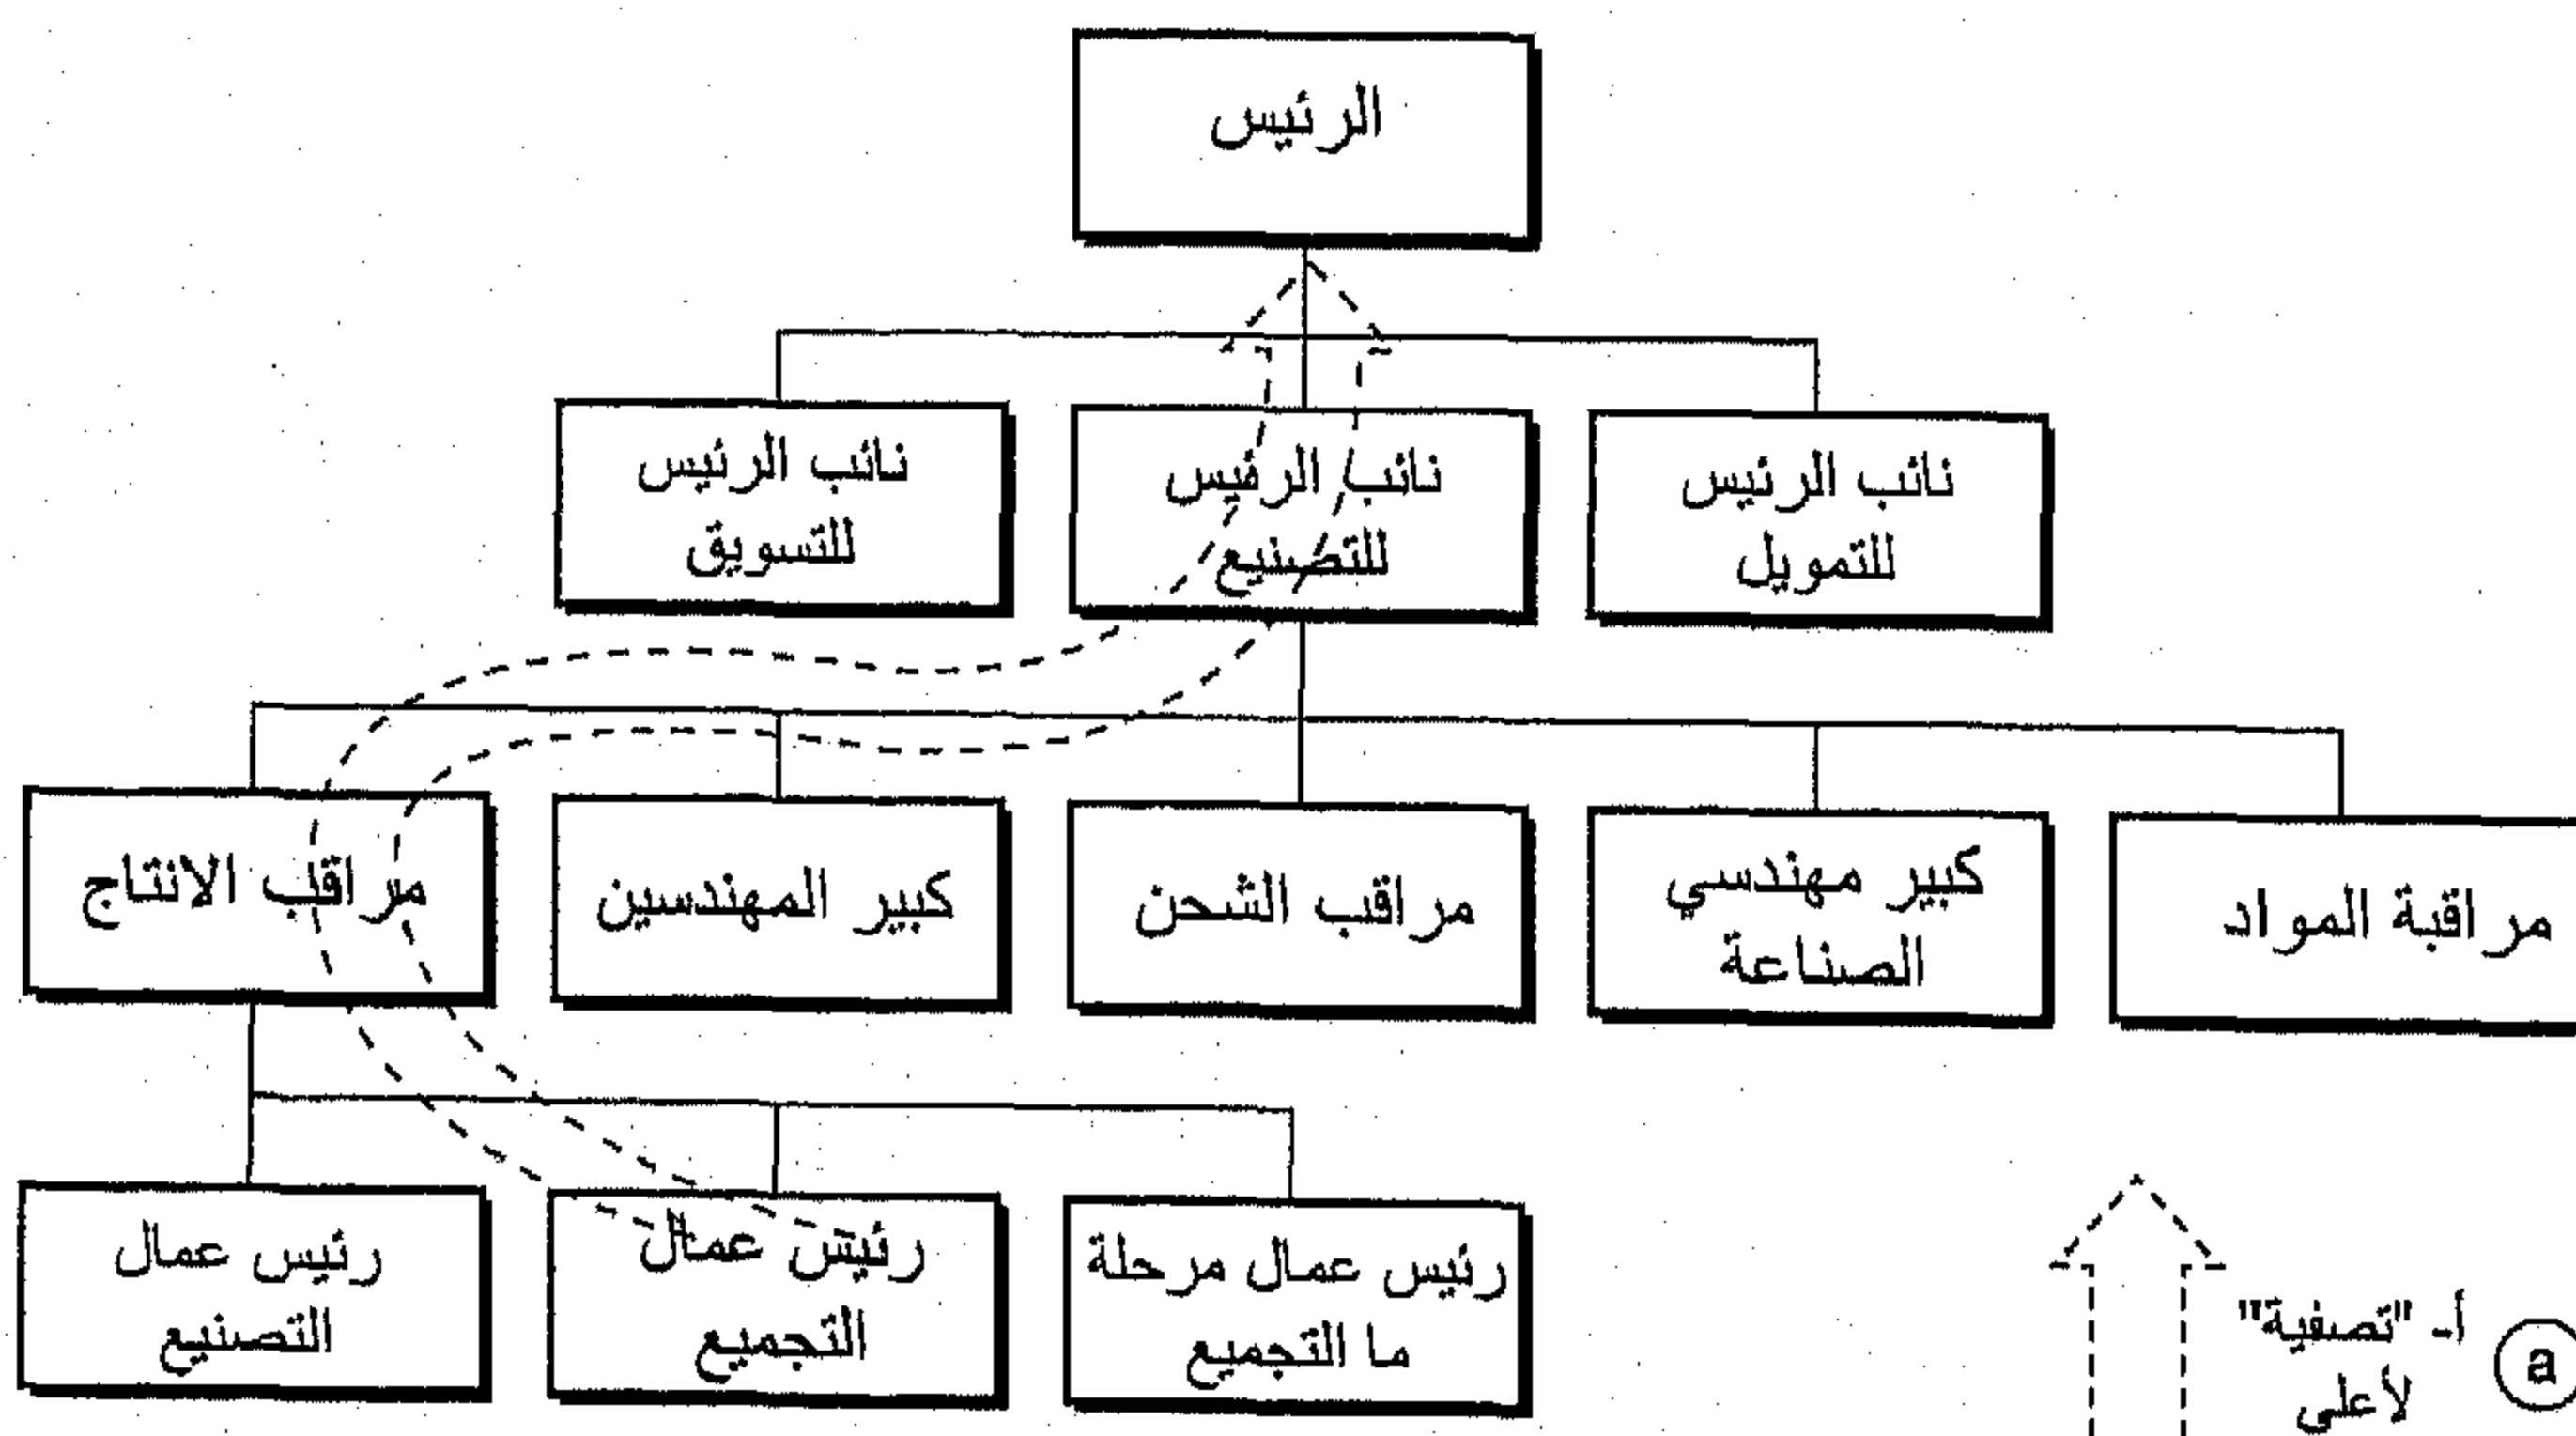 الرئيس
نائب الرئيس
للتمويل
نائب الرئيس
للتصنيع
نائب الرئيس
للتسويق
مراقبة المواد
كبير مهندسي
الصناعة
مراقب الشحن
كبير المهندسين
مراقب الانتاج
رئيس عمال مرحلة
ما التجميع
رئيس عمال
التجميع
رئيس عمال
التصنيع
a
أ- "تصفية"
لأعلى